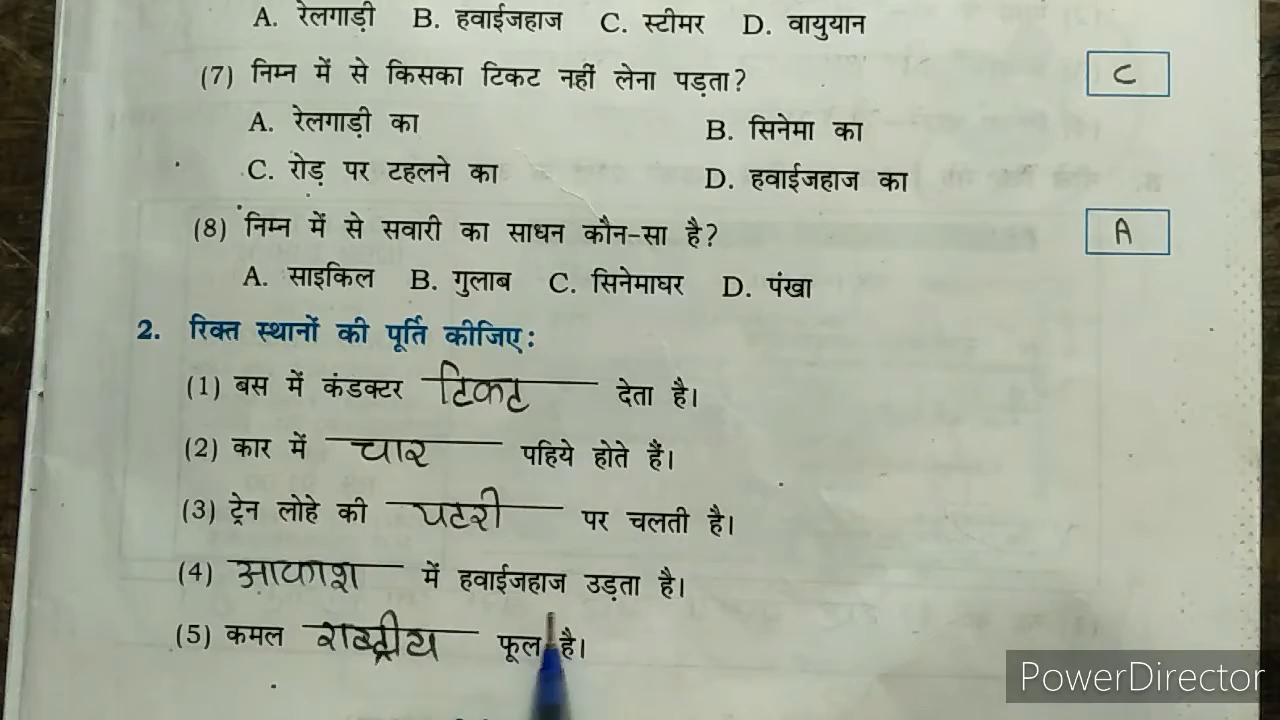 A. रेलगाड़ी B. हवाईजहाज C. स्टीमर D. वायुयान
(7) निम्न में से किसका टिकट नहीं लेना पड़ता? C
A. रेलगाड़ी का B. सिनेमा का
C. रोड़ पर टहलने का D. हवाईजहाज का
(8) निम्न में से सवारी का साधन कौन-सा है? A
A. साइकिल B. गुलाब C. सिनेमाघर D. पंखा
2. रिक्त स्थानों की पूर्ति कीजिए:
(1) बस में कंडक्टर टिकट देता है।
(2) कार में चार पहिये होते हैं।
(3) ट्रेन लोहे की पटरी पर चलती है।
(4) आकाश में हवाईजहाज उड़ता है।
(5) कमल राष्ट्रीय फूल है।
PowerDirector